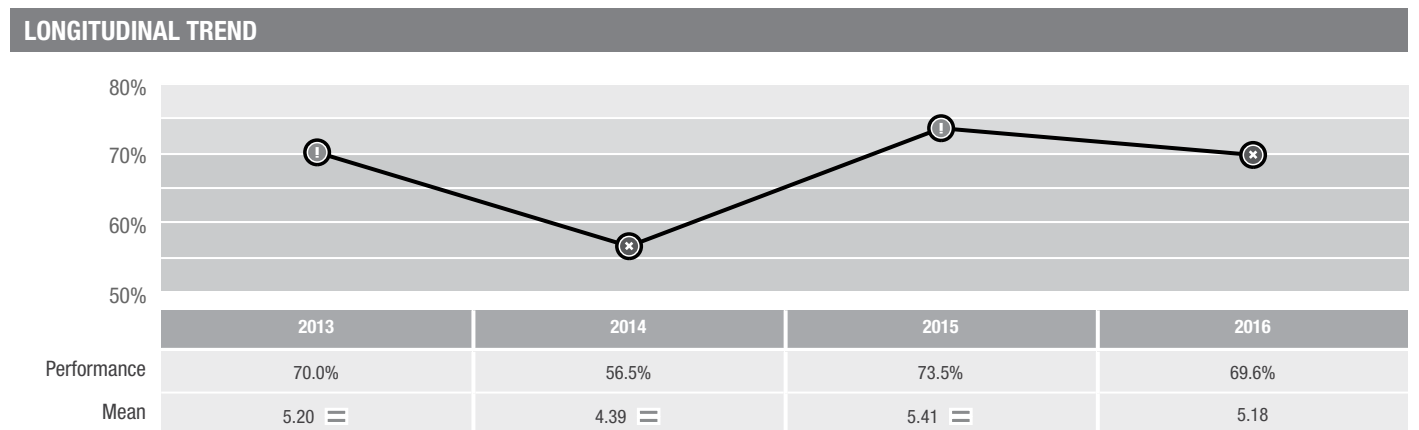 LONGITUDINAL TREND
80%
70%
60%
50%
2013 2014 2015 2016
Performance 70.0% 56.5% 73.5% 69.6%
Mean 5.20 = 4.39 = 5.41 = 5.18